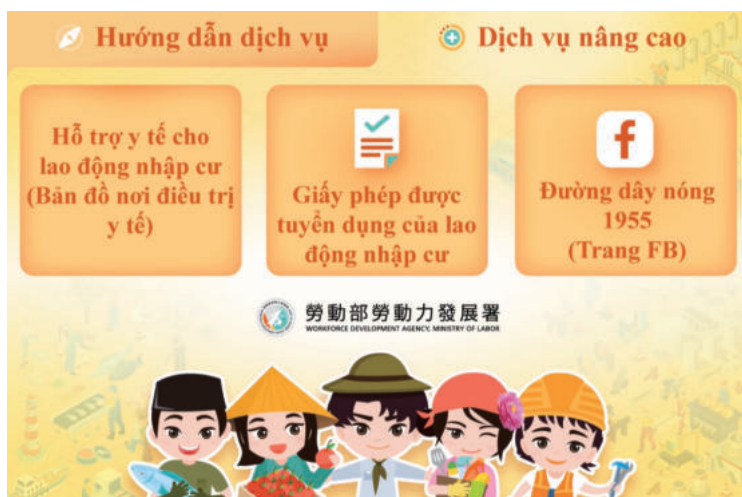 Hướng dẫn dịch vụ
Dịch vụ nâng cao
Hỗ trợ y tế cho
lao động nhập cư
(Bản đồ nơi điều trị
y tế)
Giấy phép được
tuyển dụng của lao
động nhập cư
f
Đường dây nóng
1955
(Trang FB)
勞動部勞動力發展署
WORKFORCE DEVELOPMENT AGENCY, MINISTRY OF LABOR